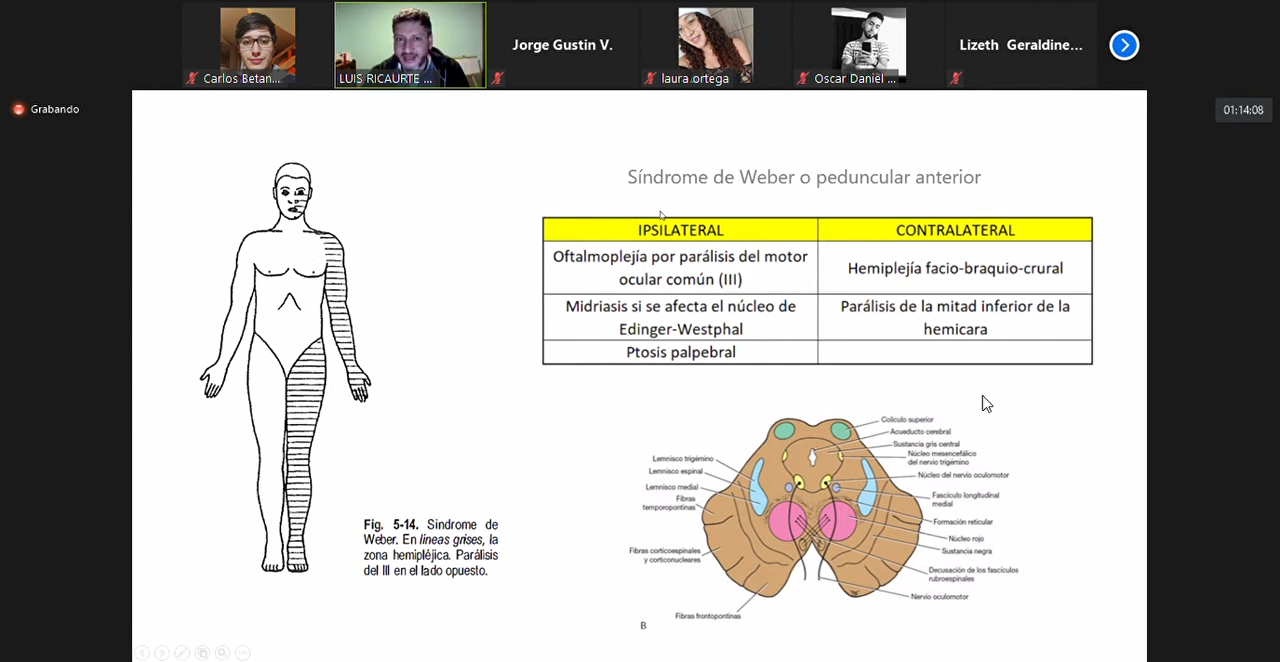 Carlos Betan...
LUIS RICAURTE ...
Jorge Gustin V.
laura ortega
Oscar Daniel ...
Lizeth Geraldine...
Grabando
01:14:08
Síndrome de Weber o peduncular anterior
IPSILATERAL
CONTRALATERAL
Oftalmoplejía por parálisis del motor
ocular común (III)
Hemiplejía facio-braquio-crural
Midriasis si se afecta el núcleo de
Edinger-Westphal
Parálisis de la mitad inferior de la
hemicara
Ptosis palpebral
Fig. 5-14. Síndrome de
Weber. En líneas grises, la
zona hemipléjica. Parálisis
del III en el lado opuesto.
Lemnisco trigémino
Lemnisco espinal
Lemnisco medial
Fibras
temporopontinas
Fibras corticoespinales
y corticonucleares
Fibras frontopontinas
Colículo superior
Acueducto cerebral
Sustancia gris central
Núcleo mesencefálico
del nervio trigémino
Núcleo del nervio oculomotor
Fascículo longitudinal
medial
Formación reticular
Núcleo rojo
Sustancia negra
Decusación de los fascículos
rubroespinales
Nervio oculomotor
B